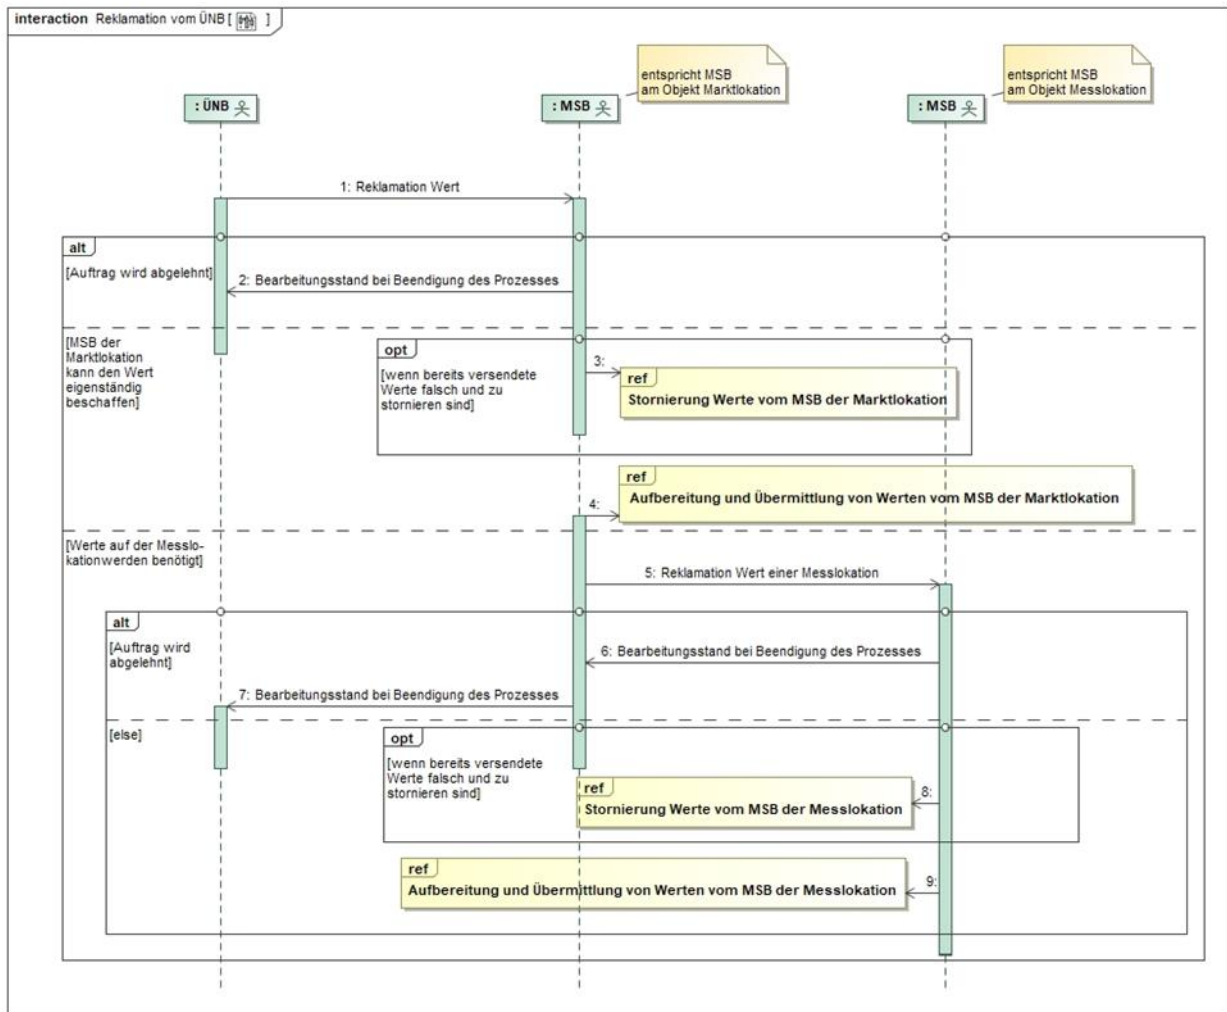 interaction Reklamation vom ÜNB [ ]
entspricht MSB
am Objekt Marktlokation
entspricht MSB
am Objekt Messlokation
: ÜNB
: MSB
: MSB
1: Reklamation Wert
alt
[Auftrag wird abgelehnt]
2: Bearbeitungsstand bei Beendigung des Prozesses
[MSB der
Marktlokation
kann den Wert
eigenständig
beschaffen]
opt
[wenn bereits versendete
Werte falsch und zu
stornieren sind]
3:
ref
Stornierung Werte vom MSB der Marktlokation
4:
ref
Aufbereitung und Übermittlung von Werten vom MSB der Marktlokation
[Werte auf der Messlo-
kationwerden benötigt]
5: Reklamation Wert einer Messlokation
alt
[Auftrag wird
abgelehnt]
6: Bearbeitungsstand bei Beendigung des Prozesses
7: Bearbeitungsstand bei Beendigung des Prozesses
[else]
opt
[wenn bereits versendete
Werte falsch und zu
stornieren sind]
ref
Stornierung Werte vom MSB der Messlokation
8:
ref
Aufbereitung und Übermittlung von Werten vom MSB der Messlokation
9: